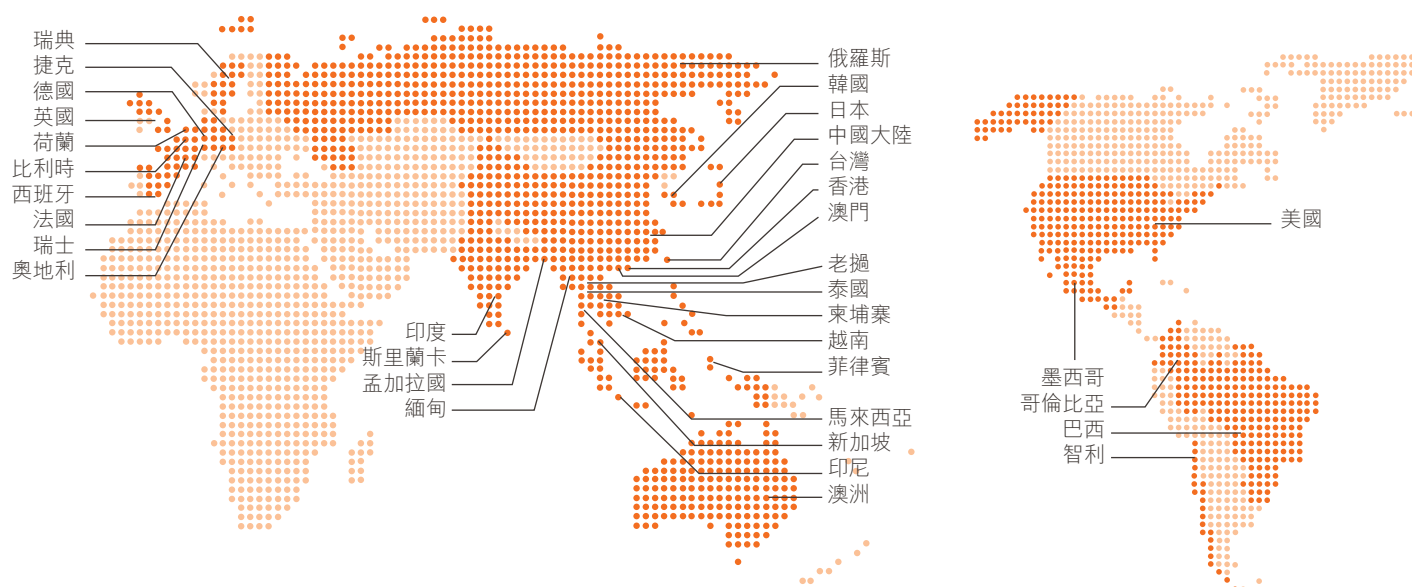 瑞典
捷克
德國
英國
荷蘭
比利時
西班牙
法國
瑞士
奧地利
印度
斯里蘭卡
孟加拉國
緬甸
俄羅斯
韓國
日本
中國大陸
台灣
香港
澳門
老撾
泰國
柬埔寨
越南
菲律賓
馬來西亞
新加坡
印尼
澳洲
美國
墨西哥
哥倫比亞
巴西
智利